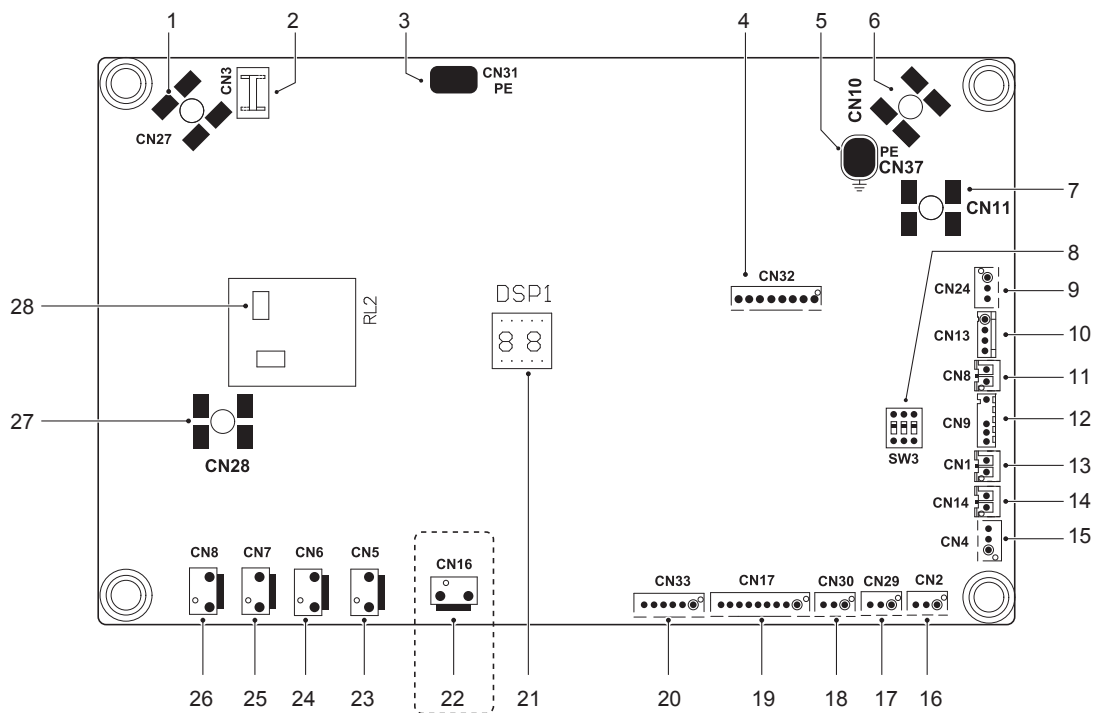 1 2 3 4 5 6
CN3
CN31
PE
CN27
CN10
PE
CN37
7
CN11
8
CN32
CN24
9
28
RL2
DSP1
88
CN13
10
CN8
11
27
CN28
CN9
12
SW3
CN1
13
CN14
14
CN4
15
CN8 CN7 CN6 CN5 CN16 CN33 CN17 CN30 CN29 CN2
26 25 24 23 22 21 20 19 18 17 16